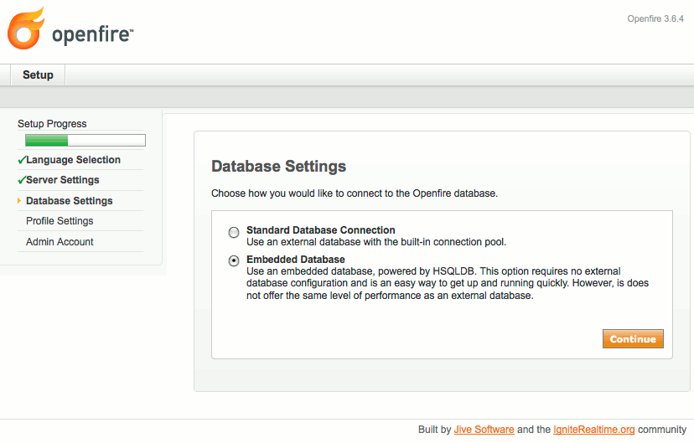 openfire™
Openfire 3.6.4
Setup
Setup Progress
Language Selection
Server Settings
Database Settings
Profile Settings
Admin Account
Database Settings
Choose how you would like to connect to the Openfire database.
Standard Database Connection
Use an external database with the built-in connection pool.
Embedded Database
Use an embedded database, powered by HSQLDB. This option requires no external
database configuration and is an easy way to get up and running quickly. However, is does
not offer the same level of performance as an external database.
Continue
Built by Jive Software and the IgniteRealtime.org community